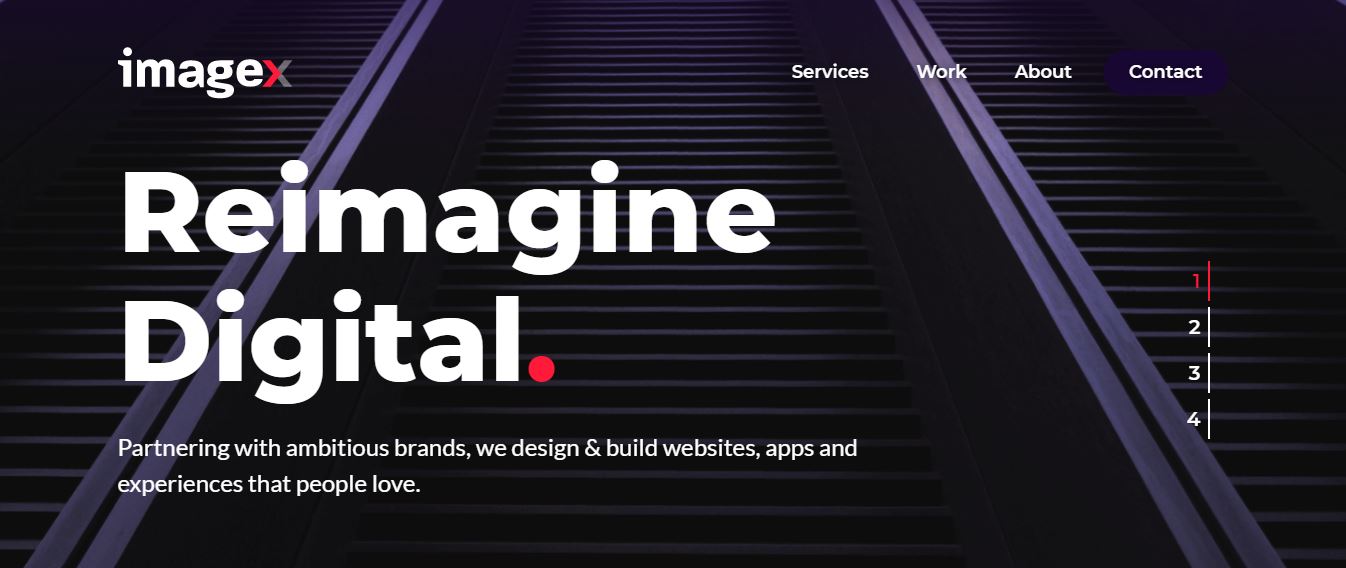 imagex
Services Work About Contact
Reimagine
Digital.
1
2
3
4
Partnering with ambitious brands, we design & build websites, apps and
experiences that people love.